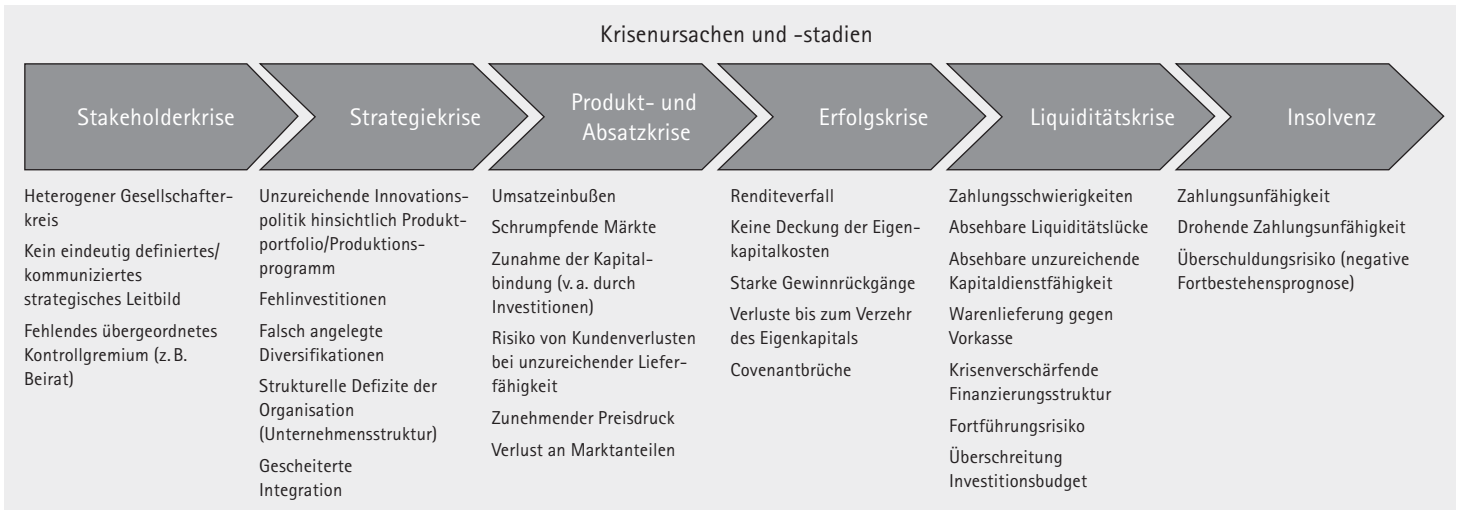 Krisenursachen und -stadien
Stakeholderkrise
Strategiekrise
Produkt- und
Absatzkrise
Erfolgskrise
Liquiditätskrise
Insolvenz
Heterogener Gesellschafter-
kreis
Kein eindeutig definiertes/
kommuniziertes
strategisches Leitbild
Fehlendes übergeordnetes
Kontrollgremium (z. B.
Beirat)
Unzureichende Innovations-
politik hinsichtlich Produkt-
portfolio/Produktions-
programm
Fehlinvestitionen
Falsch angelegte
Diversifikationen
Strukturelle Defizite der
Organisation
(Unternehmensstruktur)
Gescheiterte
Integration
Umsatzeinbußen
Schrumpfende Märkte
Zunahme der Kapital-
bindung (v. a. durch
Investitionen)
Risiko von Kundenverlusten
bei unzureichender Liefer-
fähigkeit
Zunehmender Preisdruck
Verlust an Marktanteilen
Renditeverfall
Keine Deckung der Eigen-
kapitalkosten
Starke Gewinnrückgänge
Verluste bis zum Verzehr
des Eigenkapitals
Covenantbrüche
Zahlungsschwierigkeiten
Absehbare Liquiditätslücke
Absehbare unzureichende
Kapitaldienstfähigkeit
Warenlieferung gegen
Vorkasse
Krisenverschärfende
Finanzierungsstruktur
Fortführungsrisiko
Überschreitung
Investitionsbudget
Zahlungsunfähigkeit
Drohende Zahlungsunfähigkeit
Überschuldungsrisiko (negative
Fortbestehensprognose)